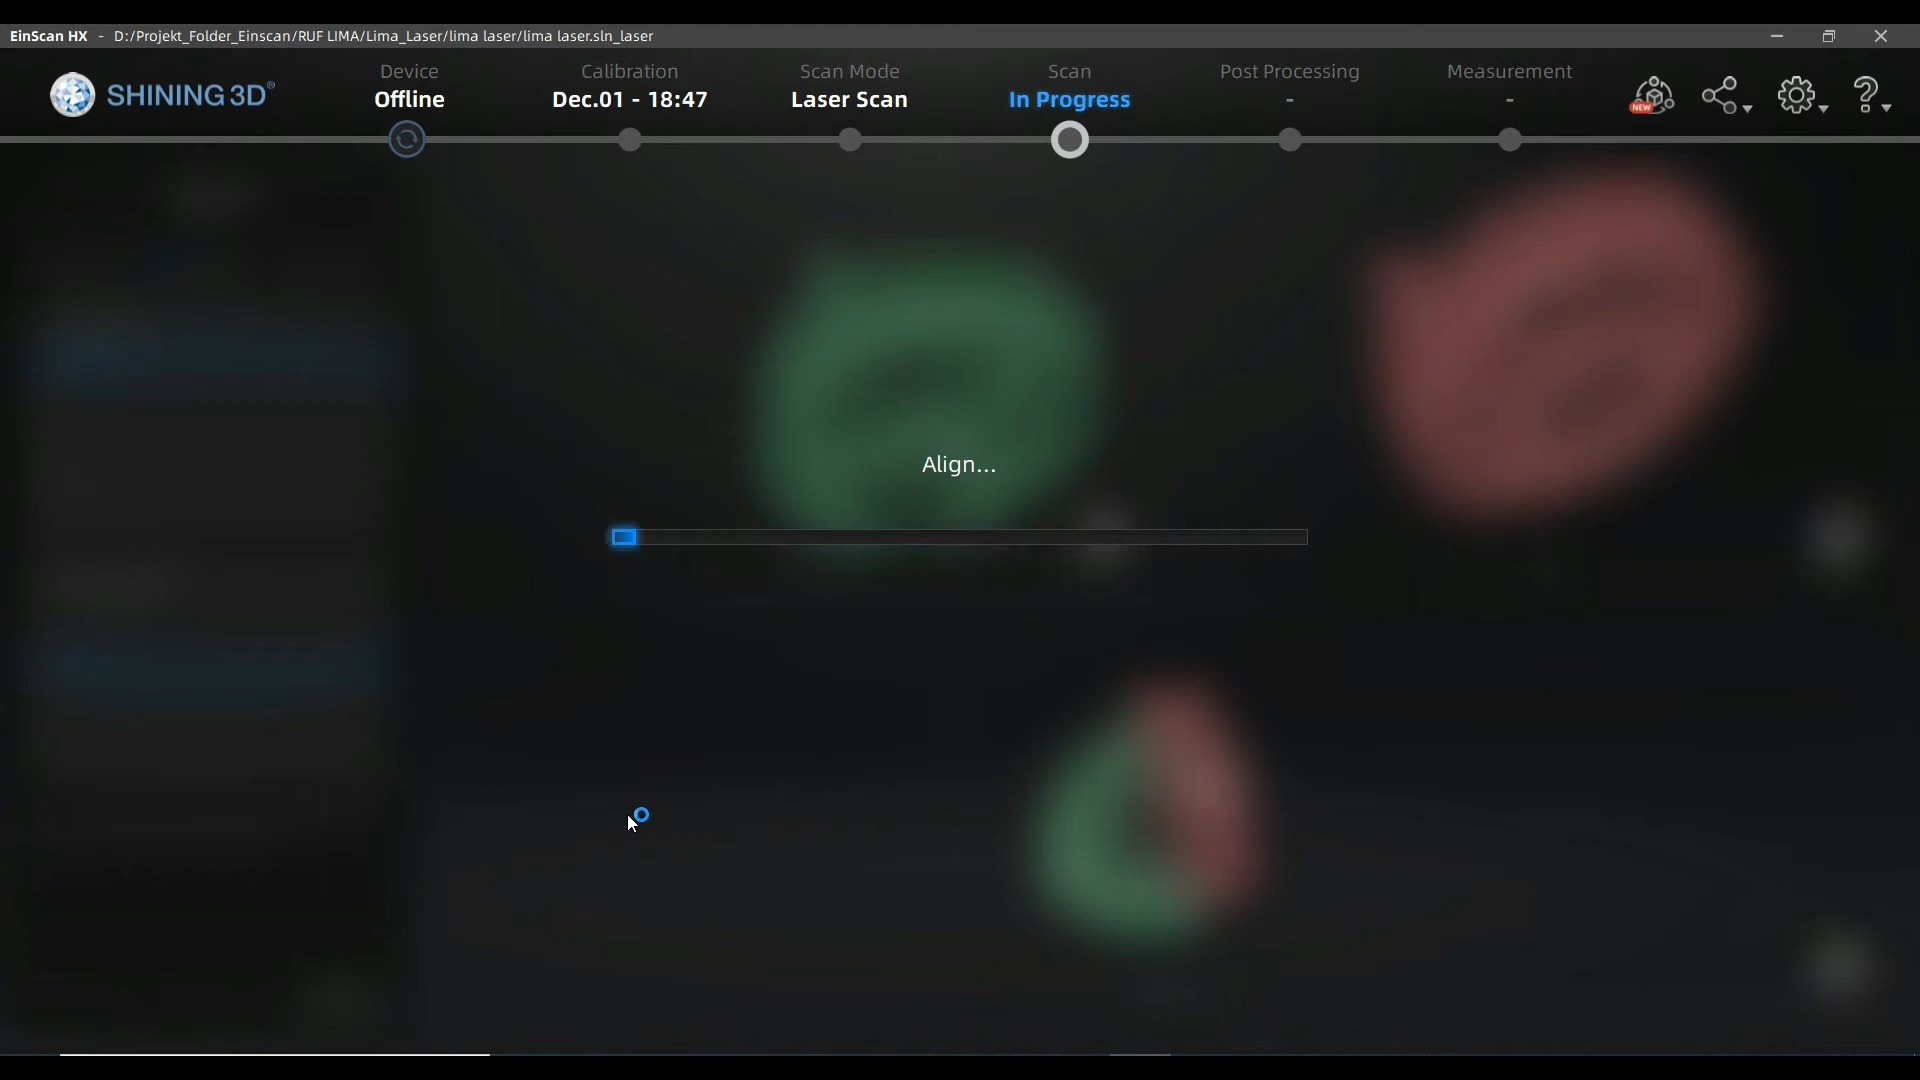 EinScan HX - D:/Projekt_Folder_Einscan/RUF LIMA/Lima_Laser/lima laser/lima laser.sln_laser
SHINING 3D®
Device
Offline
Calibration
Dec.01 - 18:47
Scan Mode
Laser Scan
Scan
In Progress
Post Processing
-
Measurement
-
NEW
?
Align...